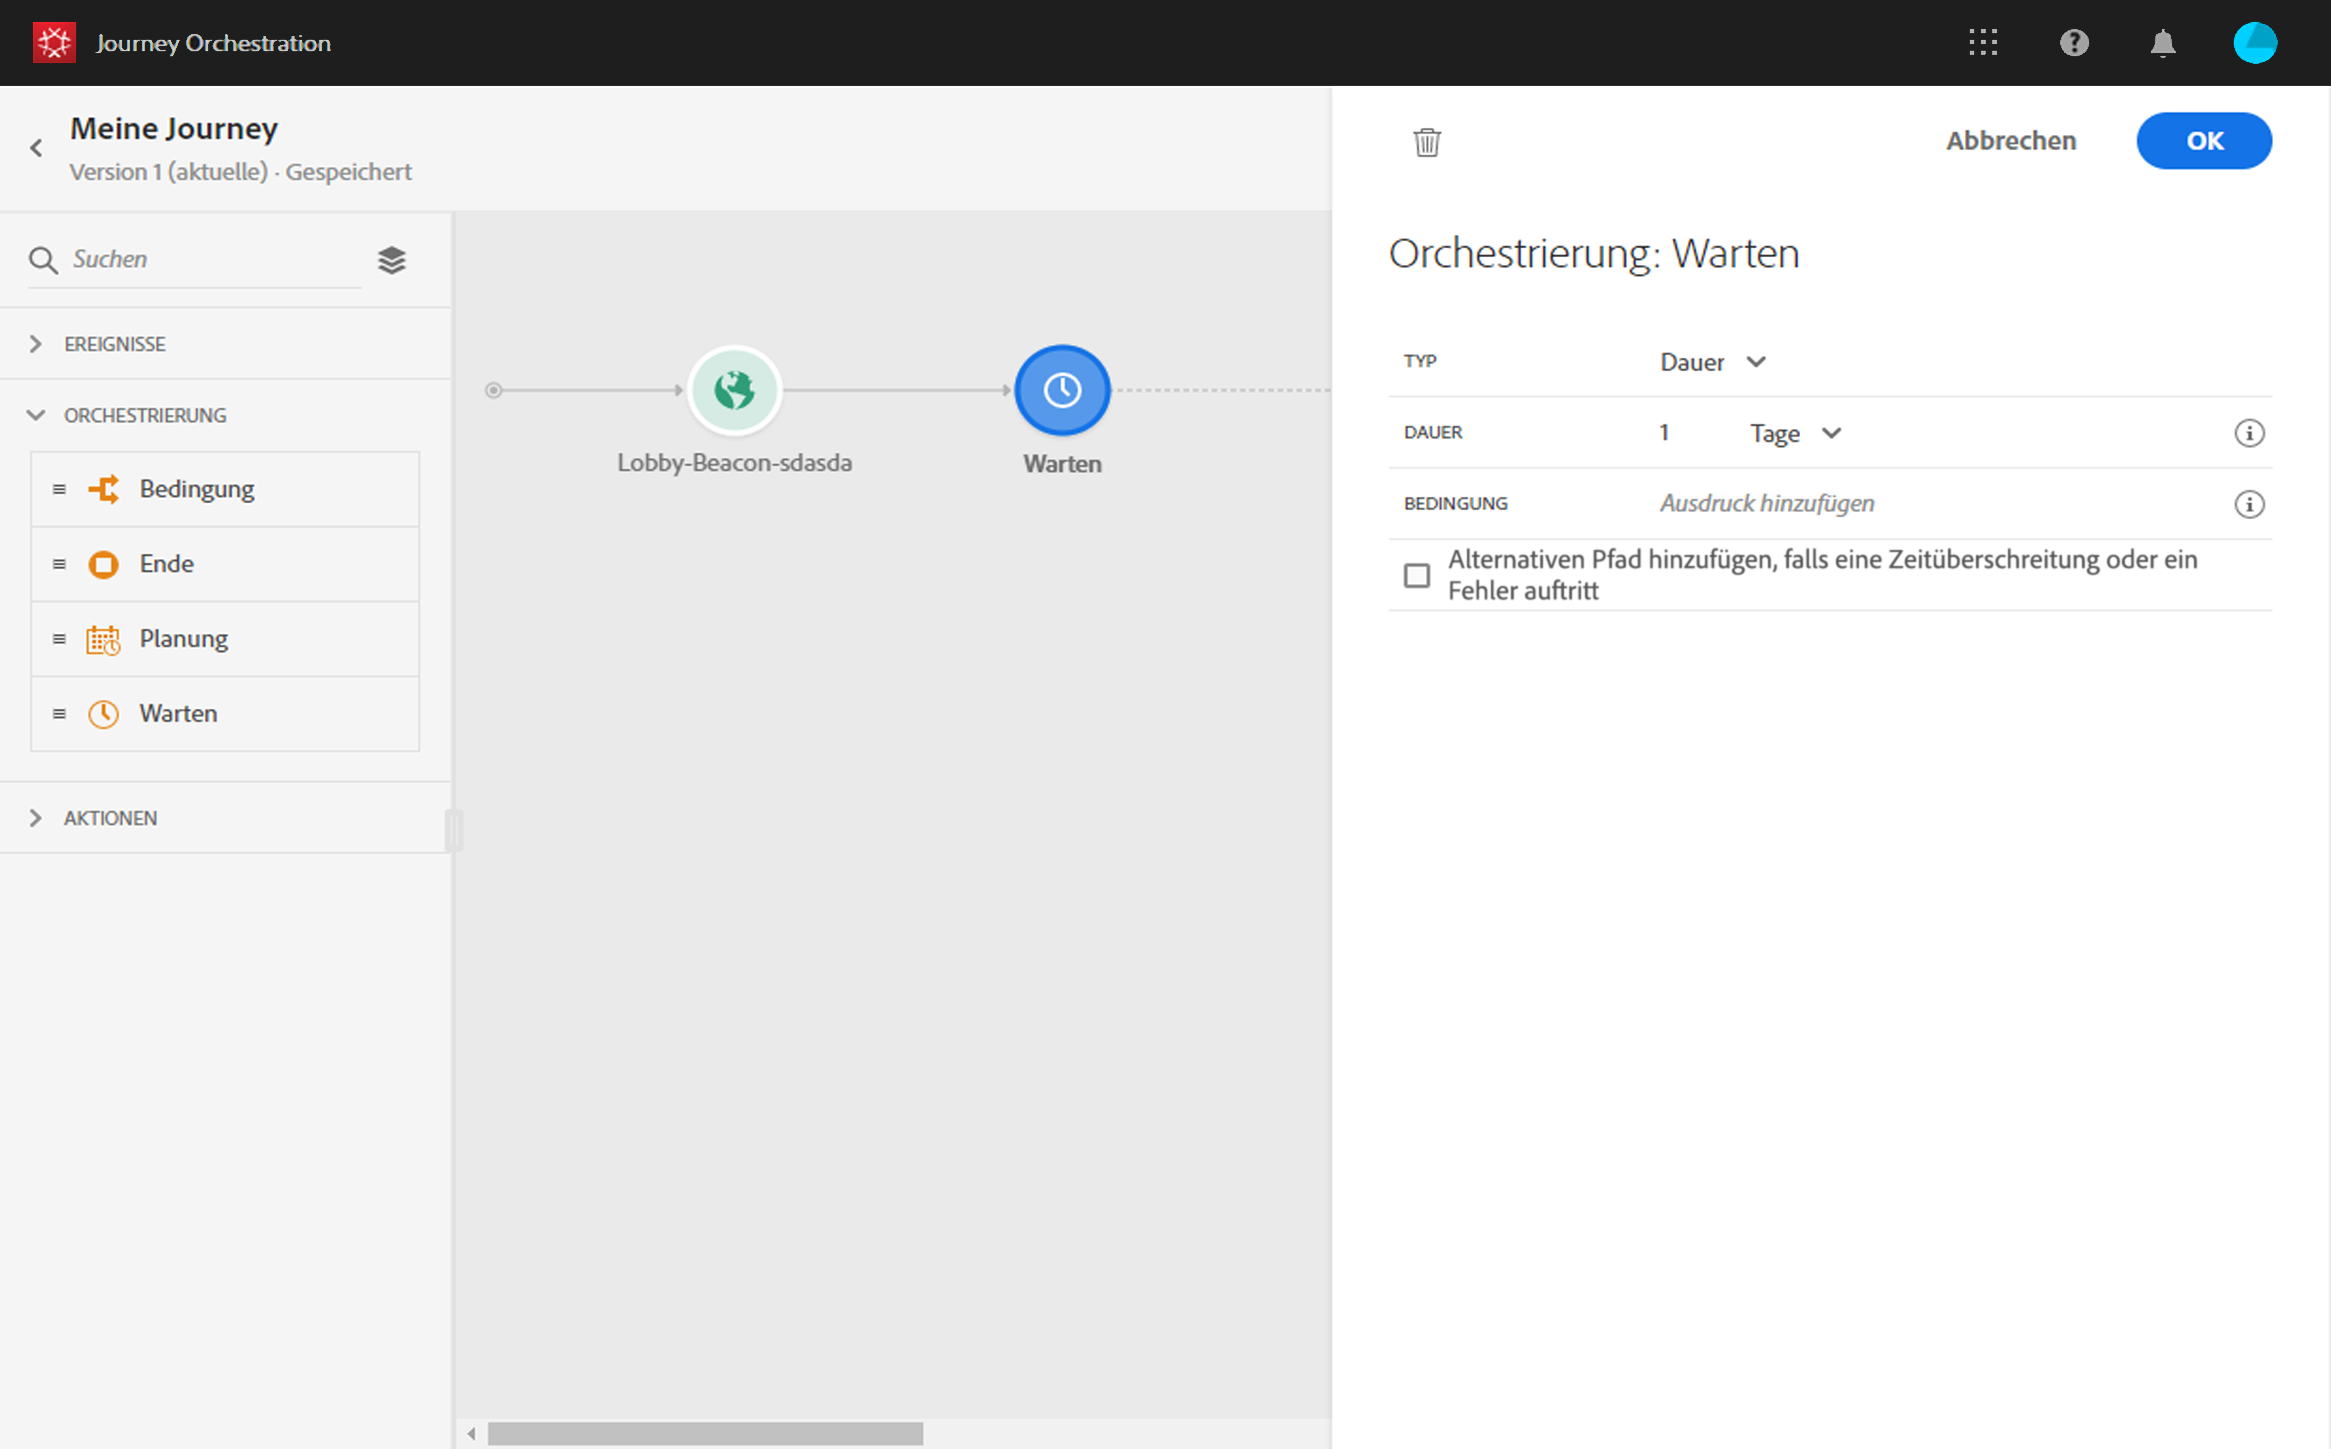 Journey Orchestration
Meine Journey
Version 1 (aktuelle) · Gespeichert
Suchen
EREIGNISSE
ORCHESTRIERUNG
Bedingung
Ende
Planung
Warten
AKTIONEN
Lobby-Beacon-sdasda
Warten
Abbrechen
OK
Orchestrierung: Warten
TYP Dauer
DAUER 1 Tage
BEDINGUNG Ausdruck hinzufügen
Alternativen Pfad hinzufügen, falls eine Zeitüberschreitung oder ein
Fehler auftritt